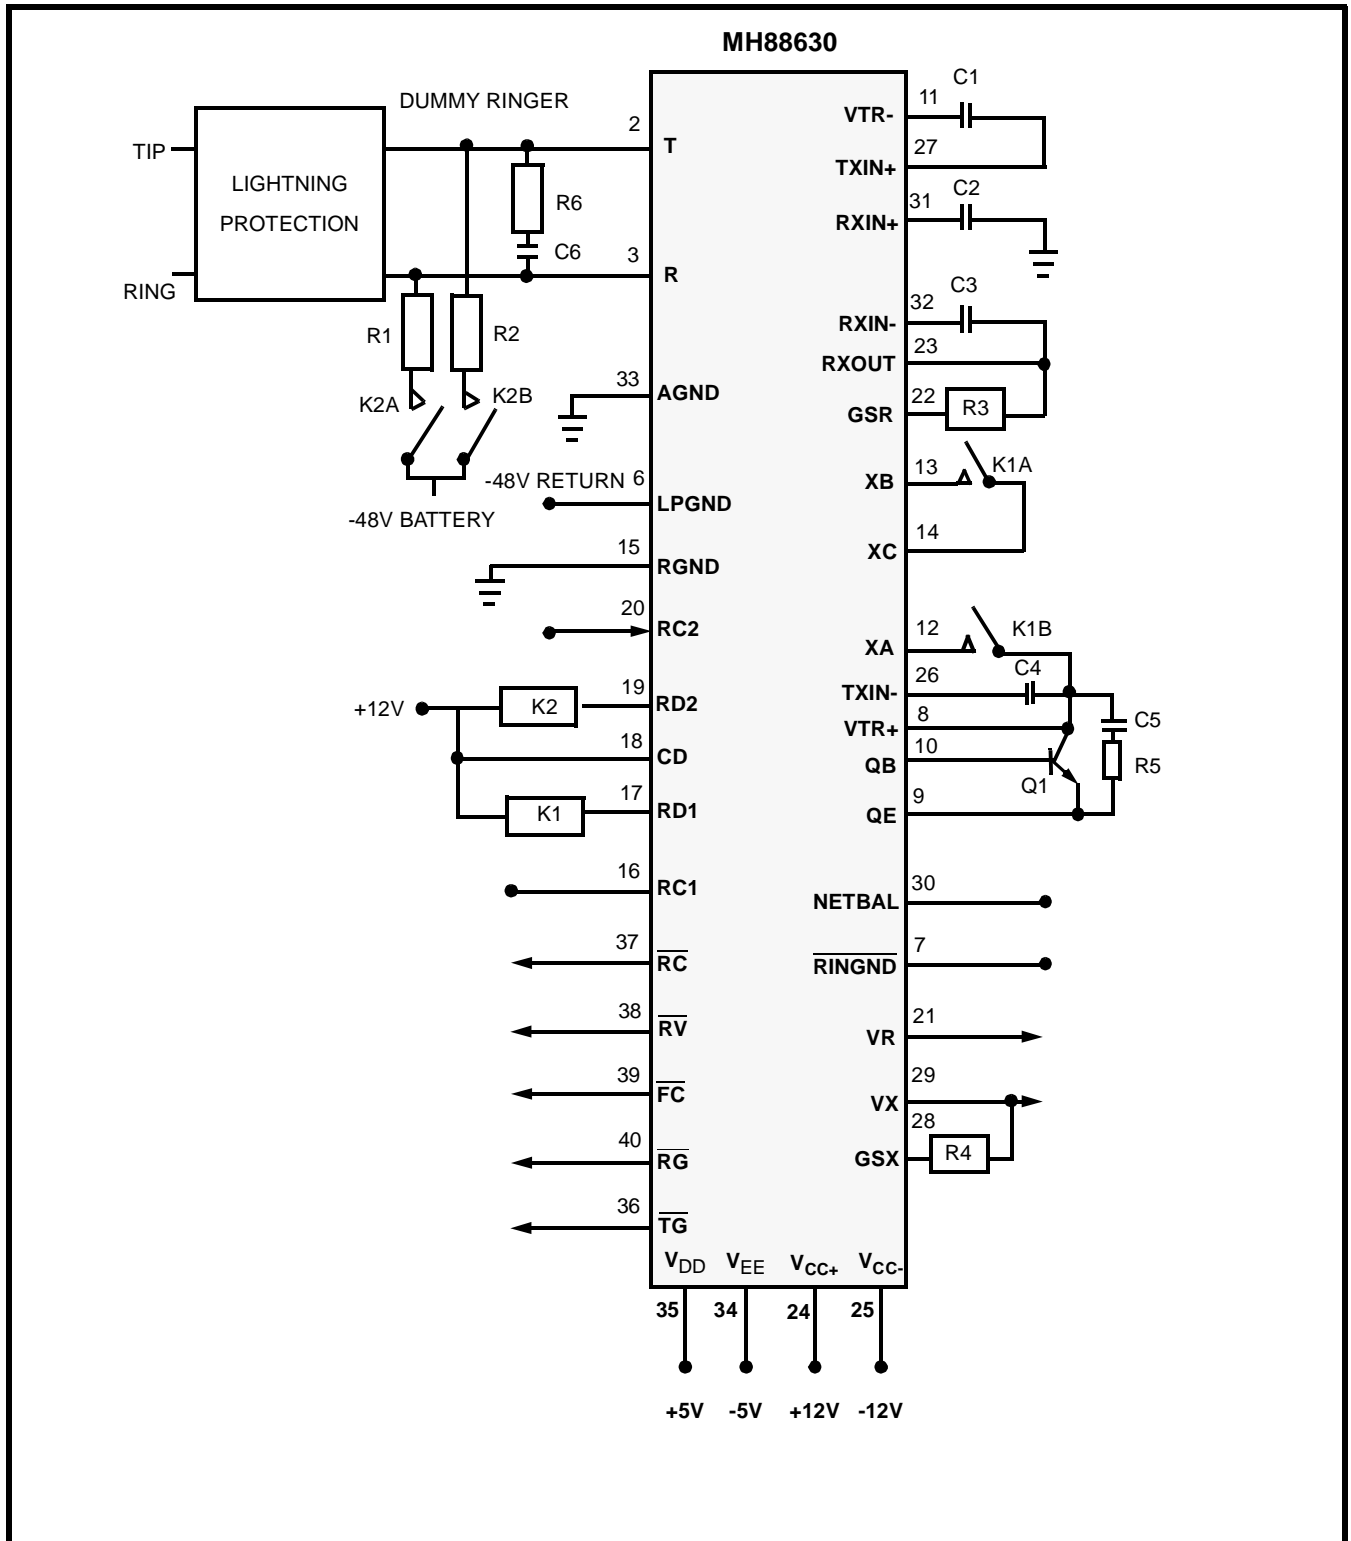 MH88630
C1
DUMMY RINGER
11
VTR-
2
T
27
TXIN+
TIP
LIGHTNING
PROTECTION
R6
C2
31
RXIN+
C6
3
R
RING
C3
32
RXIN-
R1
R2
23
RXOUT
33
AGND
22
GSR
R3
K2A
K2B
13
XB
K1A
-48V RETURN
6
LPGND
-48V BATTERY
14
XC
15
RGND
20
RC2
12
XA
K1B
26
TXIN-
C4
19
RD2
+12V
K2
8
VTR+
C5
18
CD
10
QB
R5
Q1
17
RD1
K1
9
QE
16
RC1
30
NETBAL
37
RC
7
RINGND
38
RV
21
VR
39
FC
29
VX
28
GSX
R4
40
RG
36
TG
VDD
VEE
VCC+
VCC-
35
34
24
25
+5V
-5V
+12V
-12V